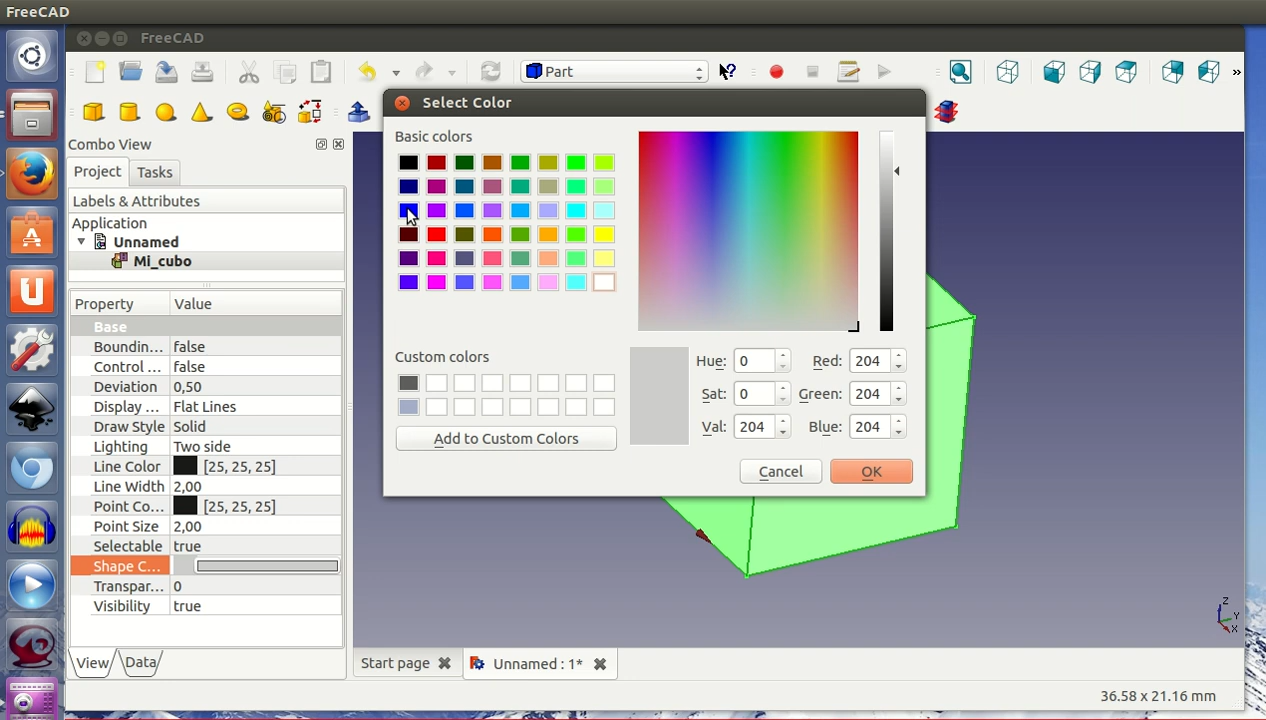 FreeCAD
FreeCAD
Part
»
Combo View
Project
Tasks
Labels & Attributes
Application
Unnamed
Mi_cubo
Property Value
Base
Boundin... false
Control ... false
Deviation 0,50
Display ... Flat Lines
Draw Style Solid
Lighting Two side
Line Color [25, 25, 25]
Line Width 2,00
Point Co... [25, 25, 25]
Point Size 2,00
Selectable true
Shape C...
Transpar... 0
Visibility true
View
Data
Select Color
Basic colors
Custom colors
Add to Custom Colors
Hue: 0 Red: 204
Sat: 0 Green: 204
Val: 204 Blue: 204
Cancel
OK
Z
Y
X
Start page
Unnamed : 1*
36.58 x 21.16 mm